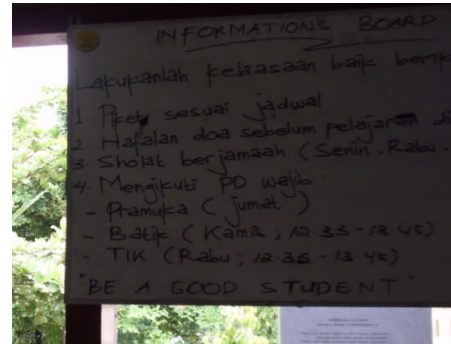 INFORMATIONS BOARD
Lakukanlah kebiasaan baik
1 Piket sesuai jadwal
2 Hafalan doa sebelum pelajaran
3 Sholat berjamaah (Senin, Rabu,
4. Mengikuti PD wajib :
- Pramuka (jumat)
- Batik (Kamis, 12.35 - 13.45)
- TIK (Rabu, 12.35 - 13.45)
"BE A GOOD STUDENT"